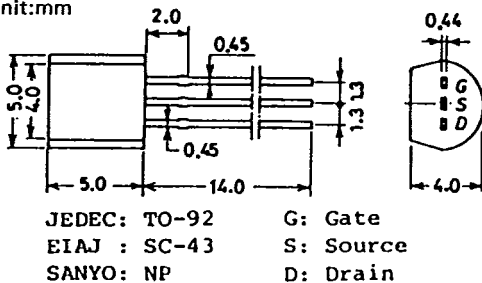 nit:mm
2.0
0.45
0.44
5.0
4.0
1.3
1.3
G
S
D
0.45
5.0
14.0
4.0
JEDEC: TO-92 G: Gate
EIAJ : SC-43 S: Source
SANYO: NP D: Drain